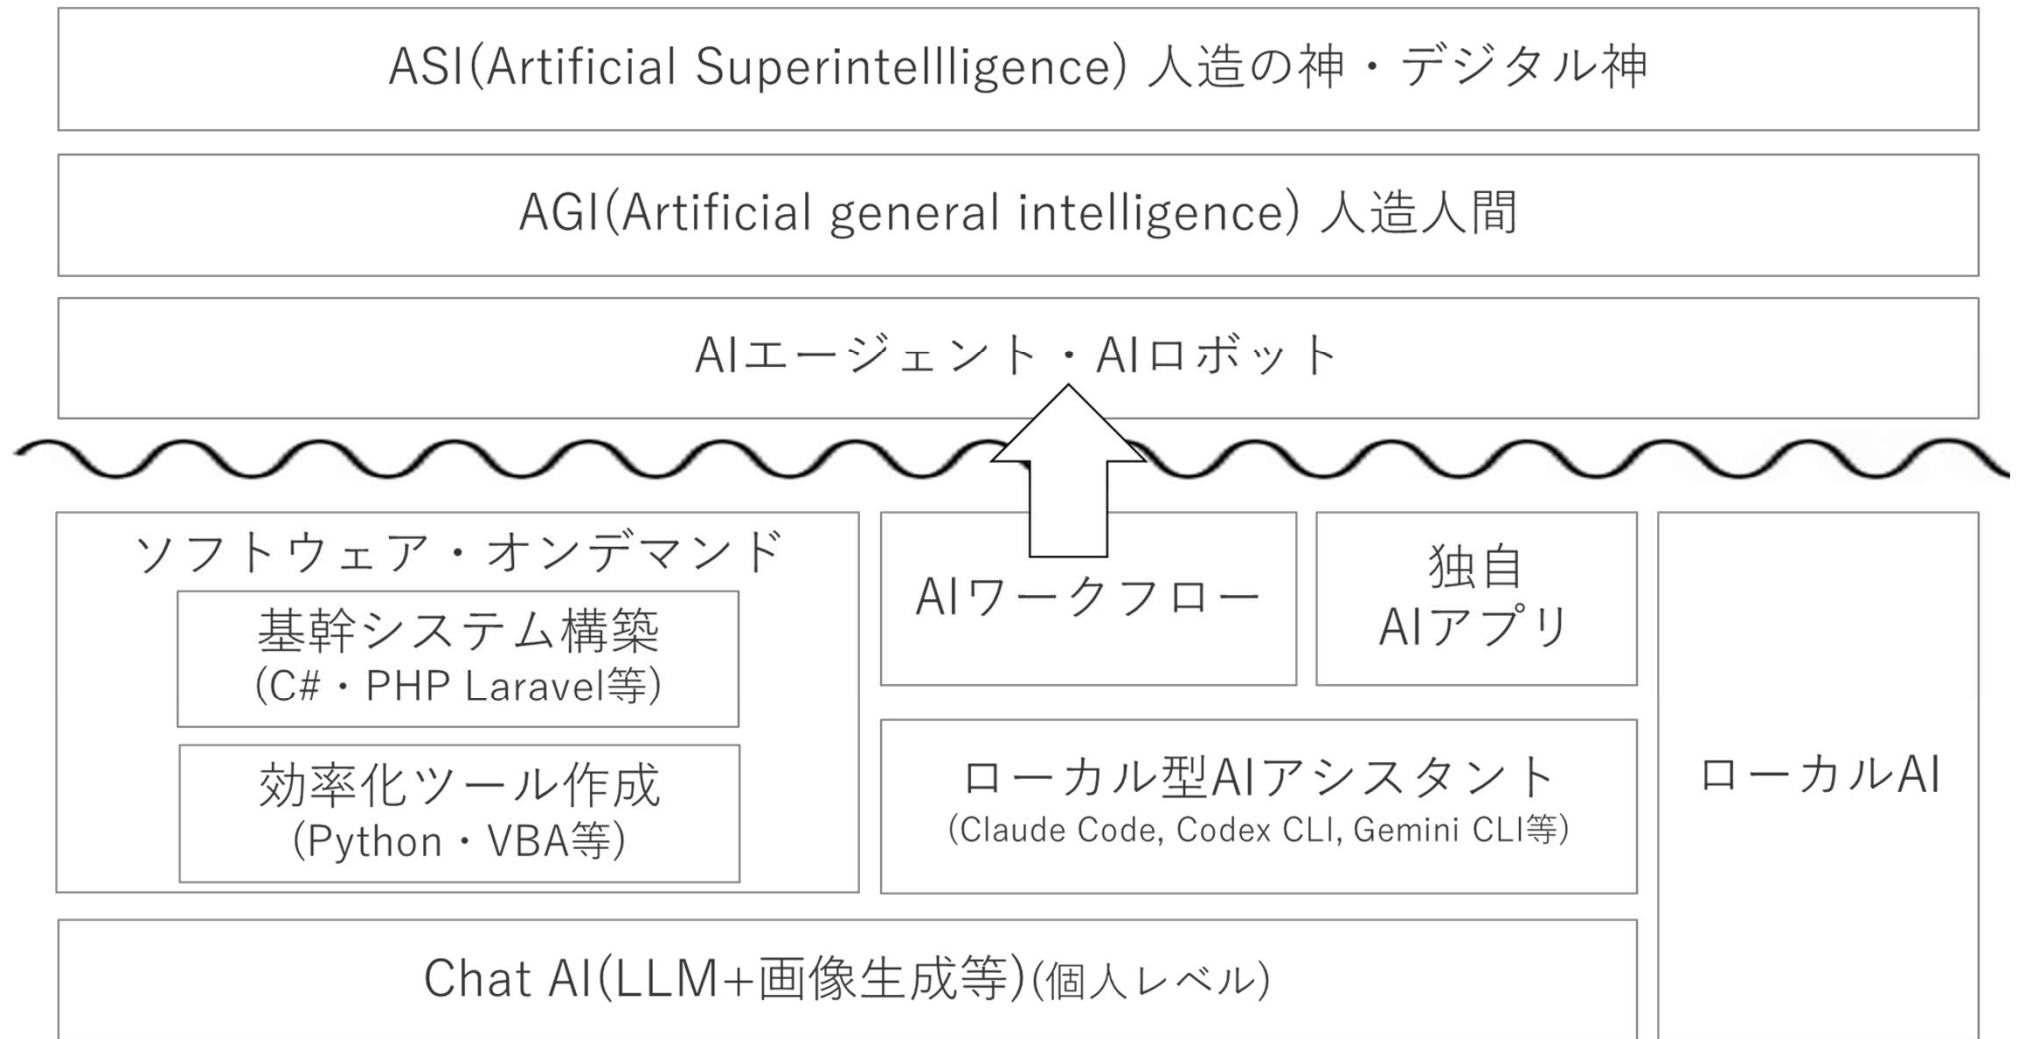 ASI(Artificial Superintellligence) 人造の神・デジタル神
AGI(Artificial general intelligence) 人造人間
AIエージェント・AIロボット
ソフトウェア・オンデマンド
基幹システム構築
(C#・PHP Laravel等)
効率化ツール作成
(Python・VBA等)
AIワークフロー
独自
AIアプリ
ローカル型AIアシスタント
(Claude Code, Codex CLI, Gemini CLI等)
ローカルAI
Chat AI(LLM+画像生成等)(個人レベル)